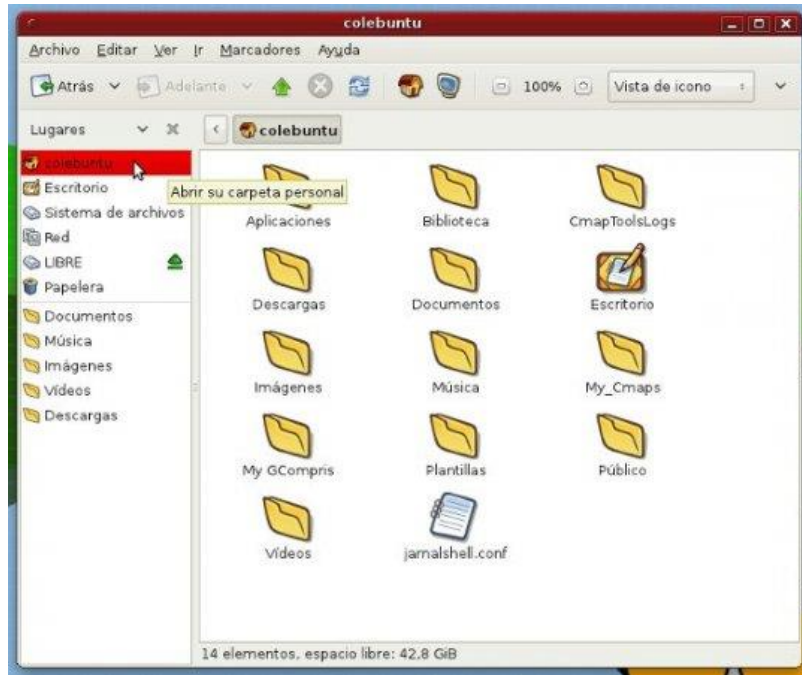 colebuntu
Archivo Editar Ver Ir Marcadores Ayuda
Atrás Adelante 100% Vista de icono
Lugares colebuntu
colebuntu
Escritorio
Abrir su carpeta personal
Sistema de archivos
Red
LIBRE
Papelera
Documentos
Música
Imágenes
Vídeos
Descargas
Aplicaciones Biblioteca CmapToolsLogs
Descargas Documentos Escritorio
Imágenes Música My_Cmaps
My GCompris Plantillas Público
Vídeos jarnalshell.conf
14 elementos, espacio libre: 42,8 GiB